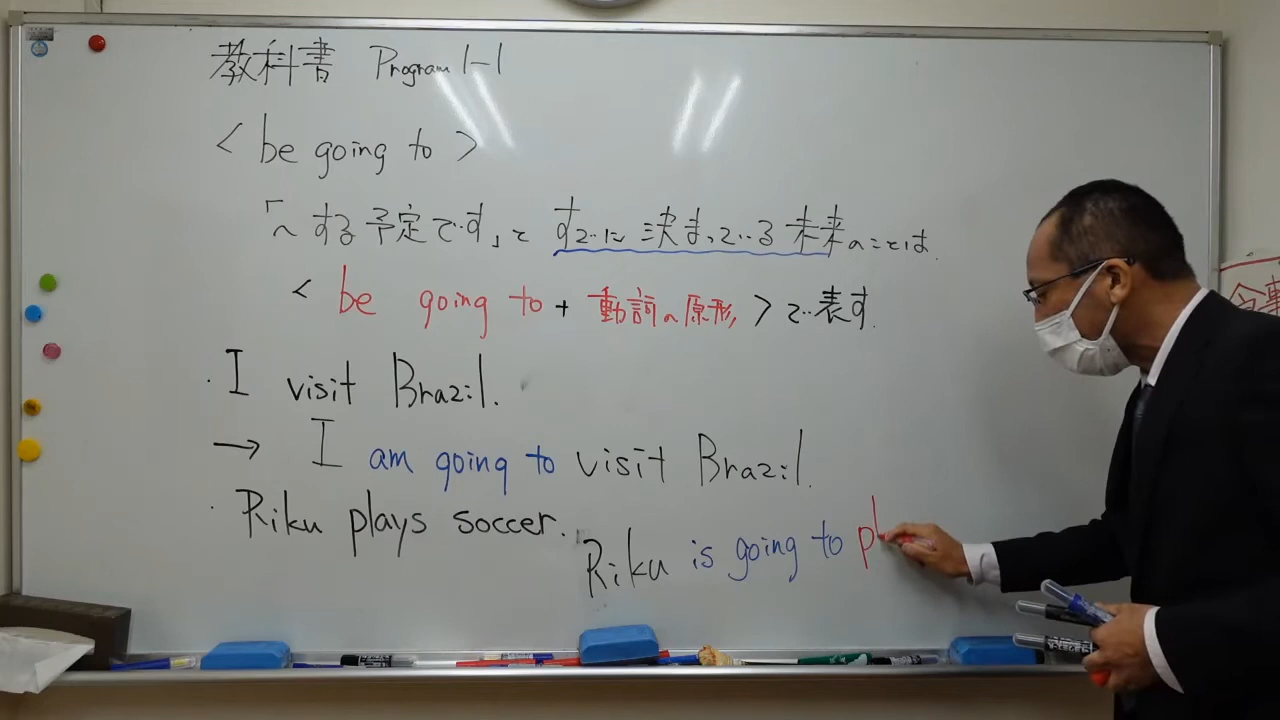 教科書 Program 1-1
< be going to >
「～する予定です」と すでに決まっている未来のことは
< be going to + 動詞の原形 > で表す.
・I visit Brazil.
→ I am going to visit Brazil.
・Riku plays soccer.
Riku is going to pl